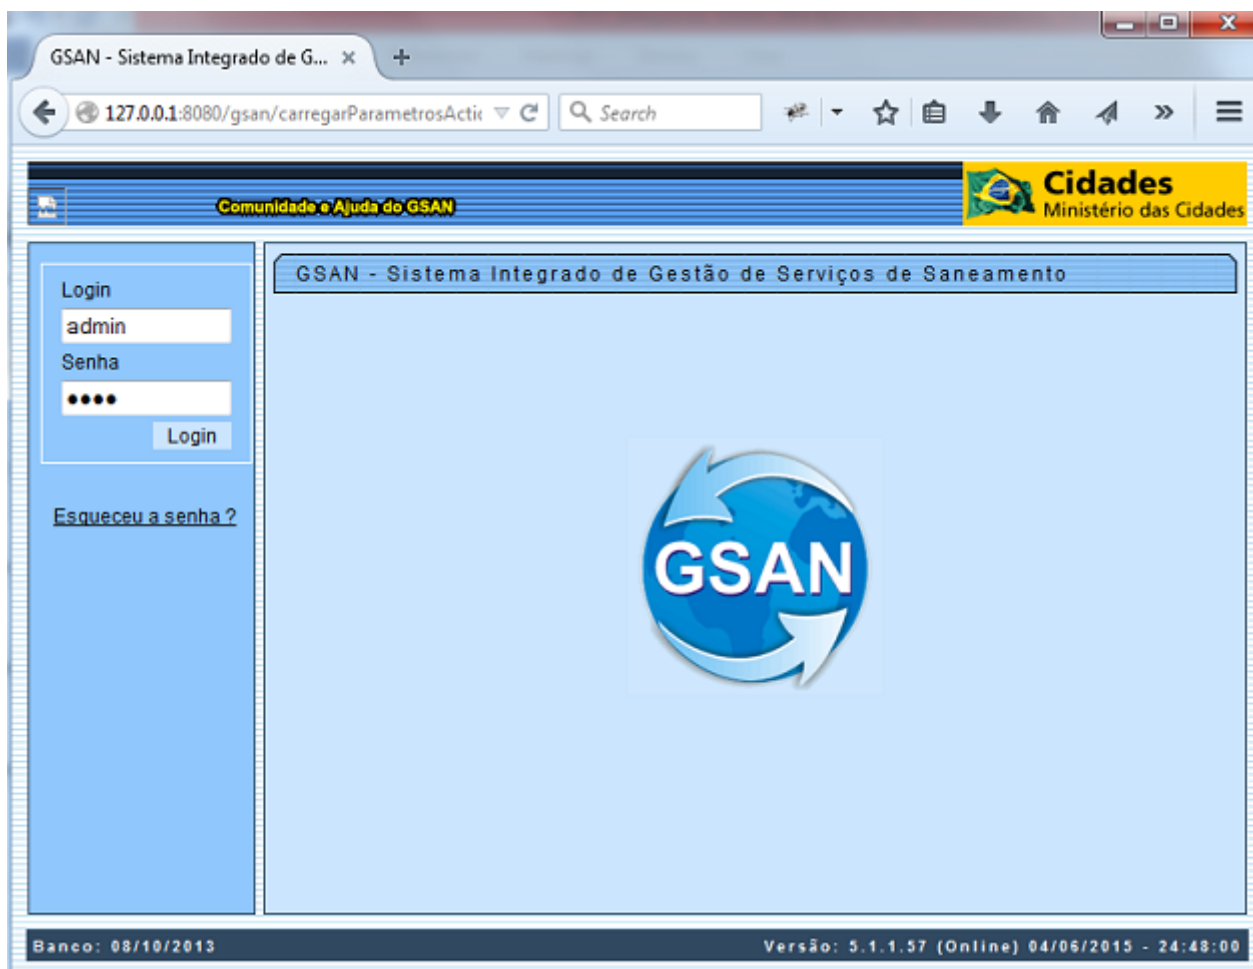 GSAN - Sistema Integrado de G...
127.0.0.1:8080/gsan/carregarParametrosActic
Search
Comunidade e Ajuda do GSAN
Cidades
Ministério das Cidades
GSAN - Sistema Integrado de Gestão de Serviços de Saneamento
Login
admin
Senha
••••
Login
Esqueceu a senha ?
GSAN
Banco: 08/10/2013
Versão: 5.1.1.57 (Online) 04/06/2015 - 24:48:00